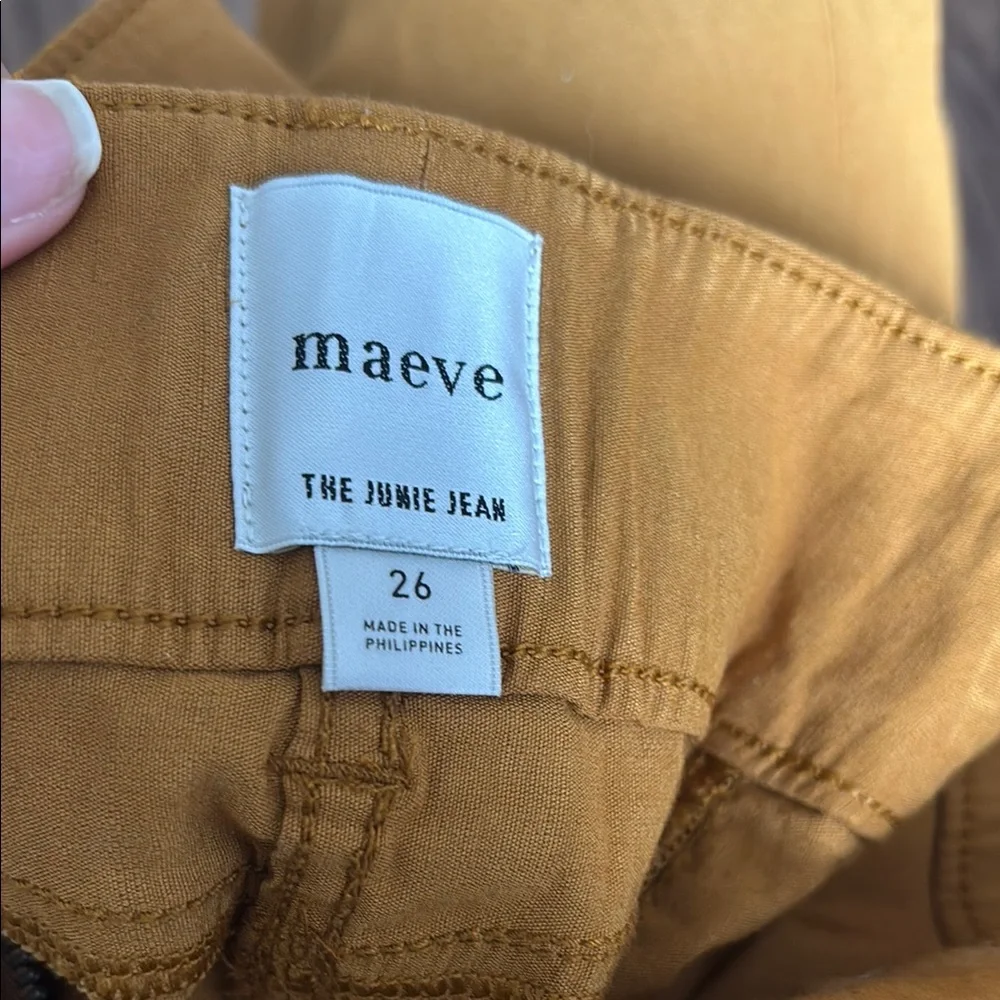 maeve
THE JUNIE JEAN
26
MADE IN THE
PHILIPPINES